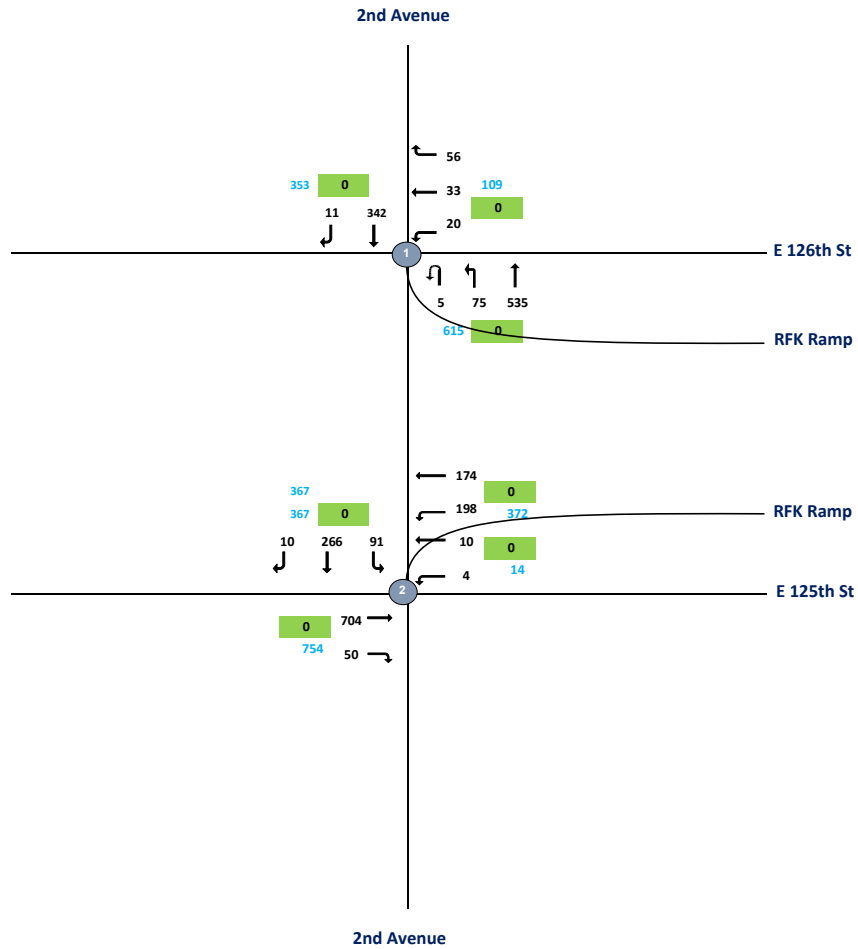 2nd Avenue
56
353 0 33 109
0
11 342 20
1 E 126th St
5 75 535
615 0 RFK Ramp
174
367 0
367 0 198 372 RFK Ramp
10 266 91 10 0
4 14
2 E 125th St
0 704
754 50
2nd Avenue